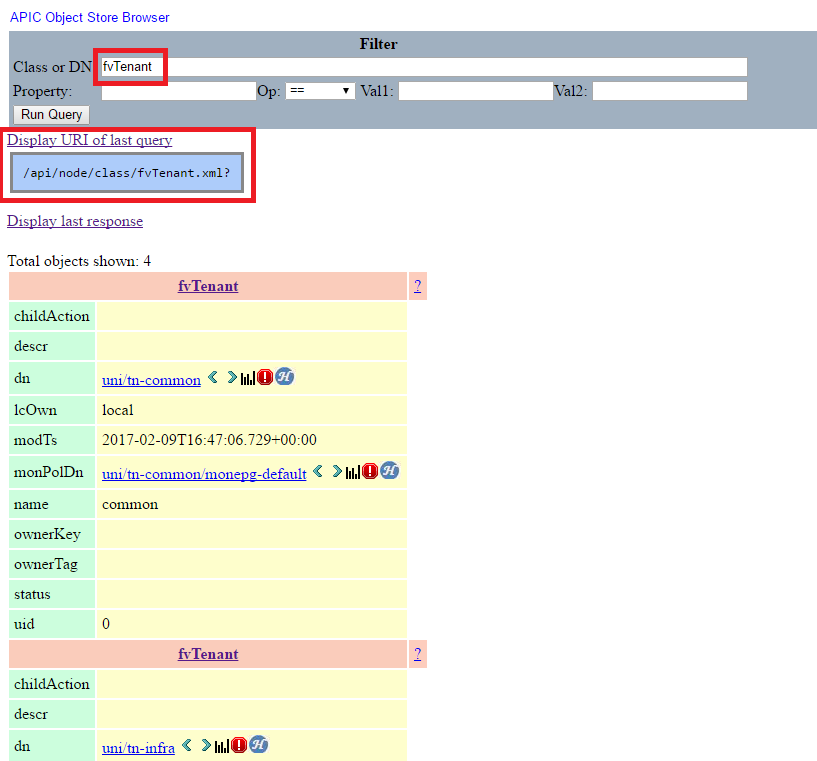 APIC Object Store Browser
Filter
Class or DN: fvTenant
Property: Op: == Val1: Val2:
Run Query
Display URI of last query
/api/node/class/fvTenant.xml?
Display last response
Total objects shown: 4
fvTenant ?
childAction
descr
dn uni/tn-common
lcOwn local
modTs 2017-02-09T16:47:06.729+00:00
monPolDn uni/tn-common/monepg-default
name common
ownerKey
ownerTag
status
uid 0
fvTenant ?
childAction
descr
dn uni/tn-infra